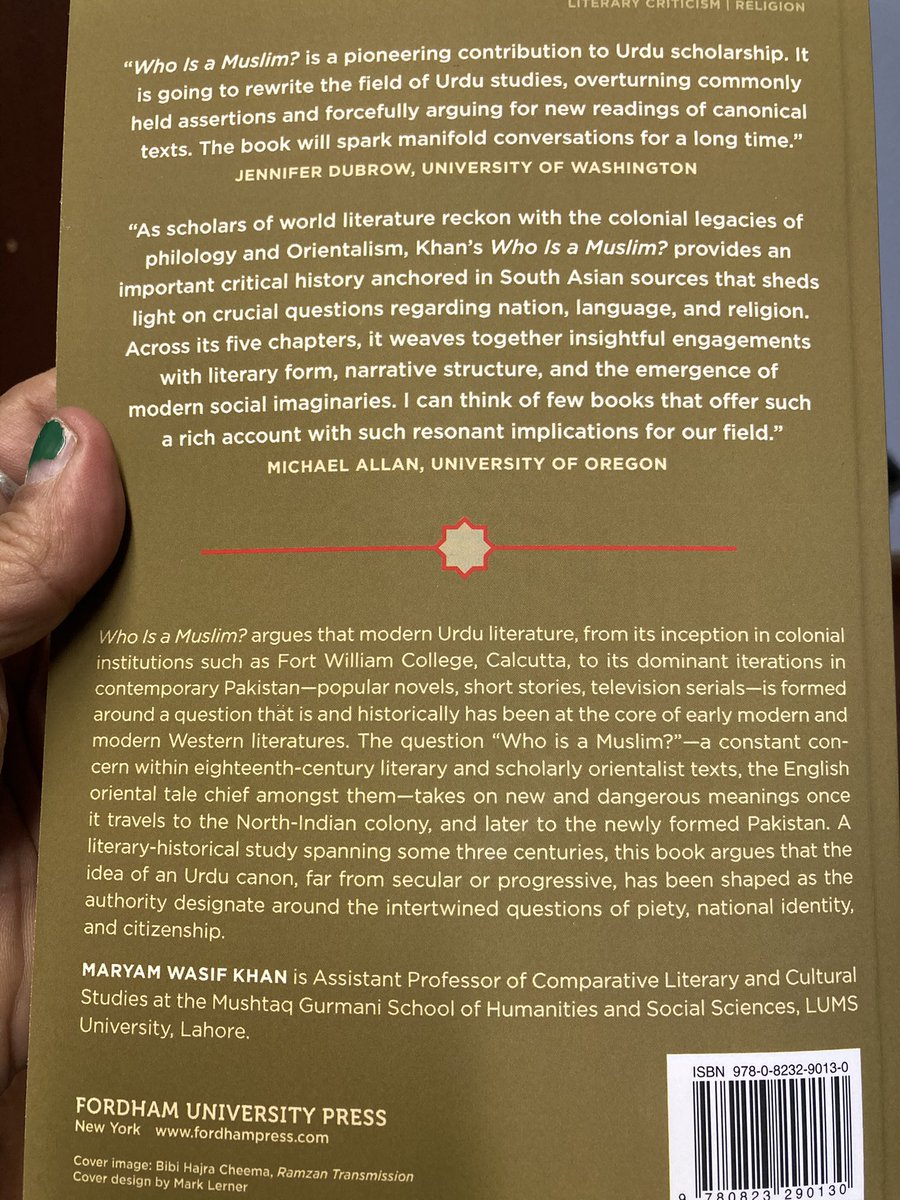 LITERARY CRITICISM | RELIGION
“Who Is a Muslim? is a pioneering contribution to Urdu scholarship. It
is going to rewrite the field of Urdu studies, overturning commonly
held assertions and forcefully arguing for new readings of canonical
texts. The book will spark manifold conversations for a long time.”
JENNIFER DUBROW, UNIVERSITY OF WASHINGTON
“As scholars of world literature reckon with the colonial legacies of
philology and Orientalism, Khan’s Who Is a Muslim? provides an
important critical history anchored in South Asian sources that sheds
light on crucial questions regarding nation, language, and religion.
Across its five chapters, it weaves together insightful engagements
with literary form, narrative structure, and the emergence of
modern social imaginaries. I can think of few books that offer such
a rich account with such resonant implications for our field.”
MICHAEL ALLAN, UNIVERSITY OF OREGON
Who Is a Muslim? argues that modern Urdu literature, from its inception in colonial
institutions such as Fort William College, Calcutta, to its dominant iterations in
contemporary Pakistan—popular novels, short stories, television serials—is formed
around a question that is and historically has been at the core of early modern and
modern Western literatures. The question “Who is a Muslim?”—a constant con-
cern within eighteenth-century literary and scholarly orientalist texts, the English
oriental tale chief amongst them—takes on new and dangerous meanings once
it travels to the North-Indian colony, and later to the newly formed Pakistan. A
literary-historical study spanning some three centuries, this book argues that the
idea of an Urdu canon, far from secular or progressive, has been shaped as the
authority designate around the intertwined questions of piety, national identity,
and citizenship.
MARYAM WASIF KHAN is Assistant Professor of Comparative Literary and Cultural
Studies at the Mushtaq Gurmani School of Humanities and Social Sciences, LUMS
University, Lahore.
ISBN 978-0-8232-9013-0
FORDHAM UNIVERSITY PRESS
New York www.fordhampress.com
Cover image: Bibi Hajra Cheema, Ramzan Transmission
Cover design by Mark Lerner
9 780823 290130